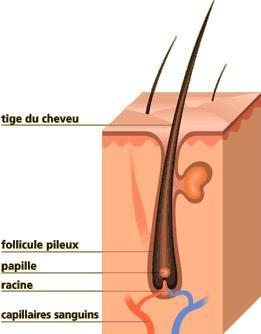 tige du cheveu
follicule pileux
papille
racine
capillaires sanguins